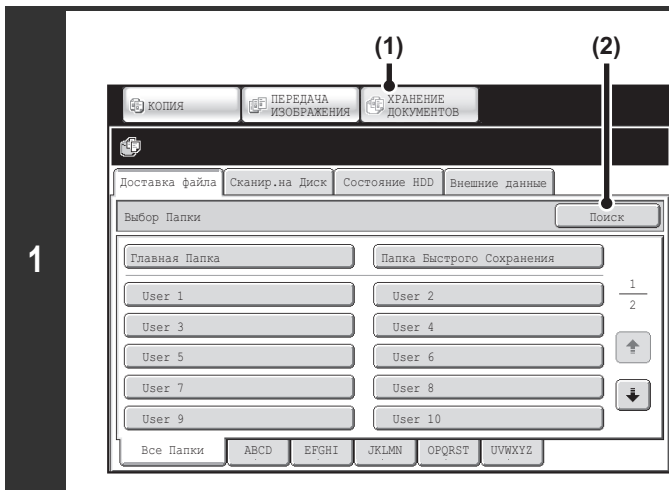 (1) (2)
КОПИЯ
ПЕРЕДАЧА
ИЗОБРАЖЕНИЯ
ХРАНЕНИЕ
ДОКУМЕНТОВ
Доставка файла Сканир.на Диск Состояние HDD Внешние данные
Выбор Папки Поиск
1
Главная Папка Папка Быстрого Сохранения
User 1 User 2
1
2
User 3 User 4
User 5 User 6
User 7 User 8
User 9 User 10
Все Папки ABCD EFGHI JKLMN OPQRST UVWXYZ